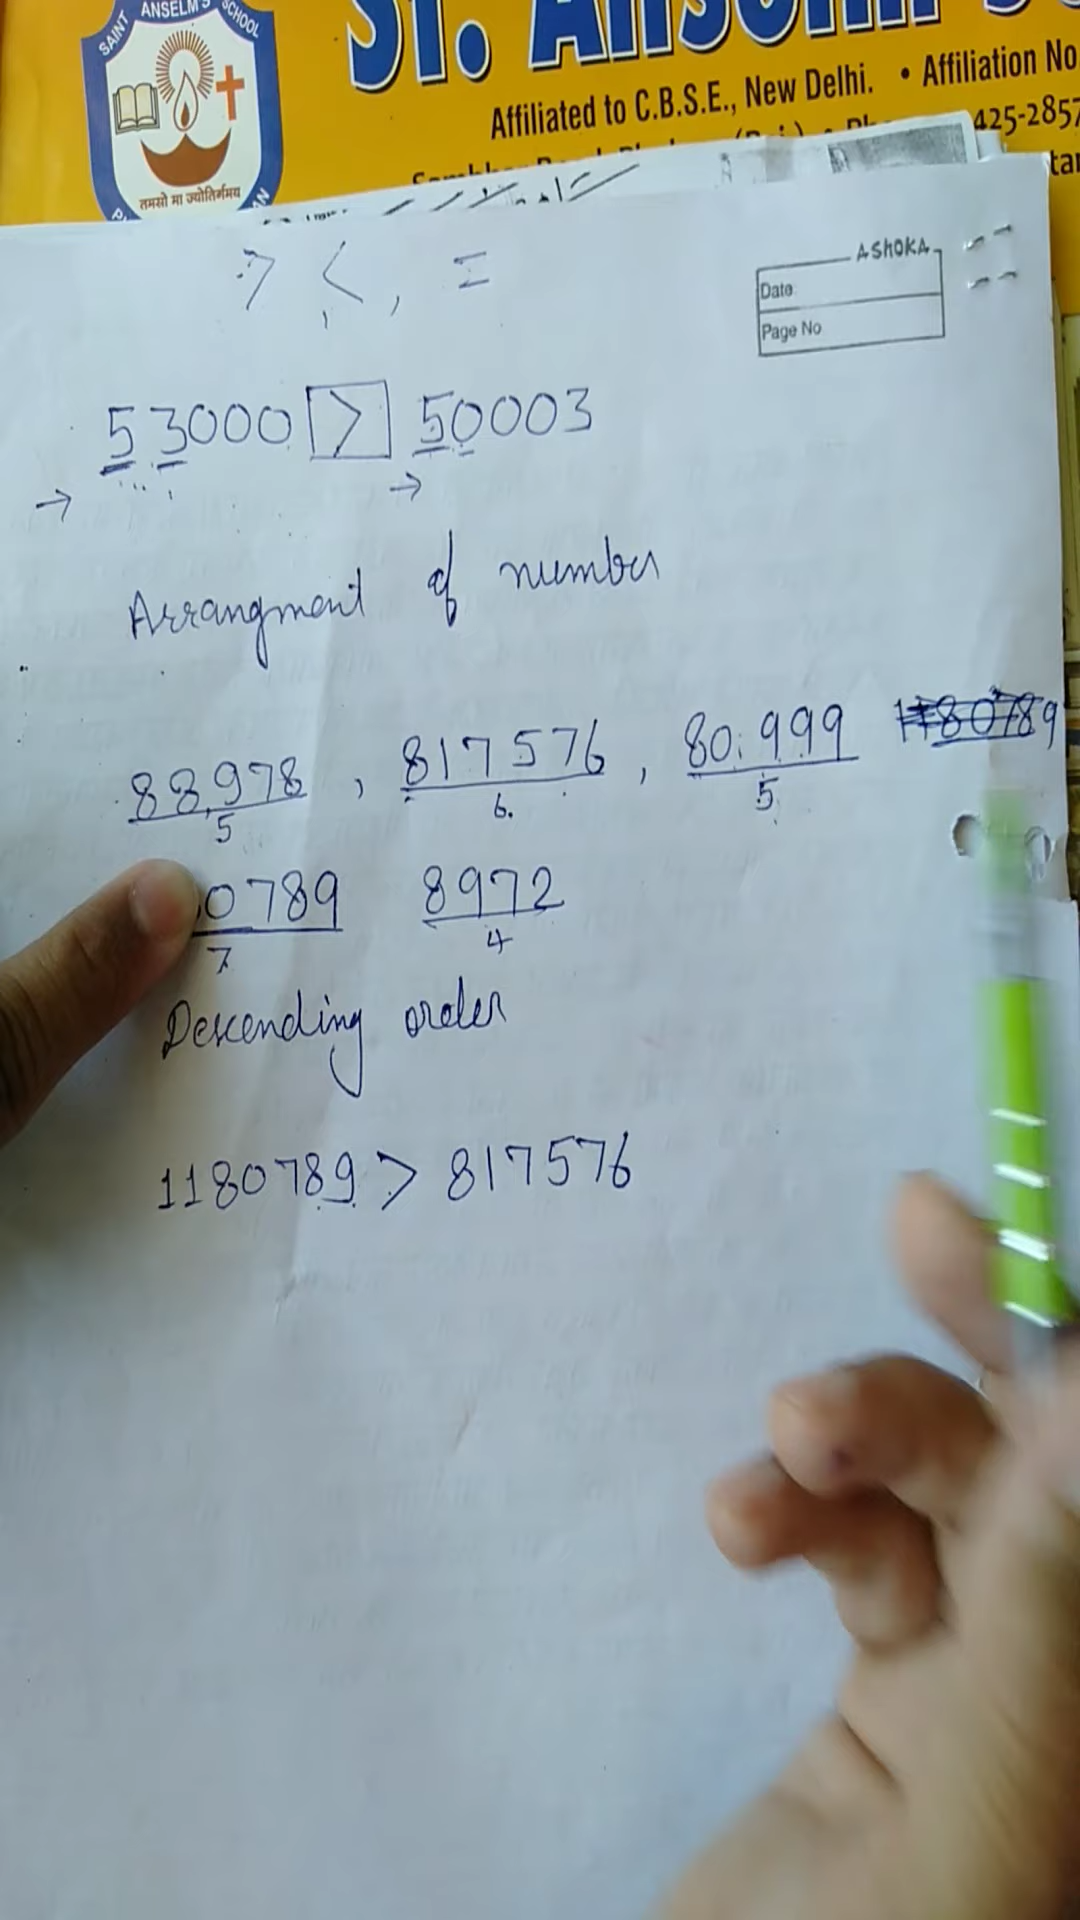 SAINT ANSELM'S SCHOOL
तमसो मा ज्योतिर्गमय
St. Anselm's
Affiliated to C.B.S.E., New Delhi. • Affiliation No
425-2857
> < , =
ASHOKA
Date
Page No
53000 > 50003
Arrangment of number
88,978 , 817576 , 80,999
5 6. 5
0789 8972
7 4
Descending order
1180789 > 817576